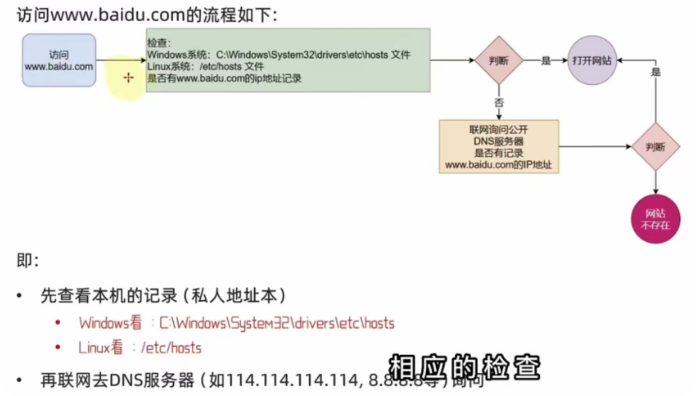 访问www.baidu.com的流程如下：
访问
www.baidu.com
检查：
Windows系统：C:\Windows\System32\drivers\etc\hosts 文件
Linux系统：/etc/hosts 文件
是否有www.baidu.com的ip地址记录
判断
是
打开网站
是
否
联网询问公开
DNS服务器
是否有记录
www.baidu.com的IP地址
判断
网站
不存在
即：
• 先查看本机的记录（私人地址本）
• Windows看：C:\Windows\System32\drivers\etc\hosts
• Linux看：/etc/hosts
• 再联网去DNS服务器（如114.114.114.114, 8.8.8.8等）询问
相应的检查